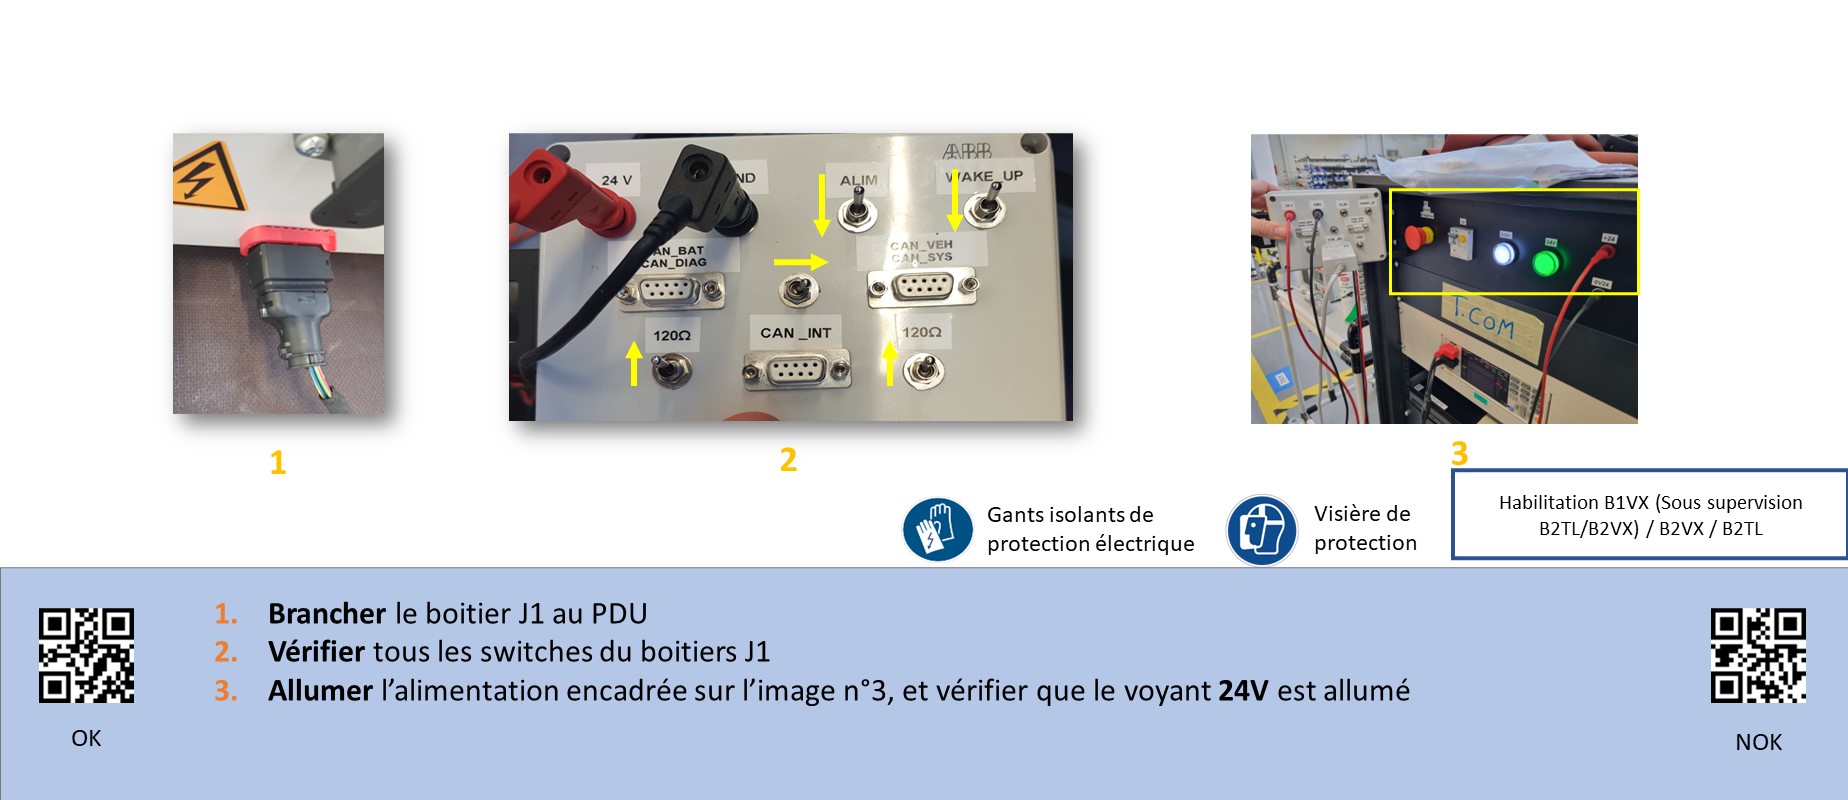 24 V
ND
ALIM
ABB
WAKE_UP
AN_BAT
CAN_DIAG
CAN_VEH
CAN_SYS
120Ω
CAN _INT
120Ω
24V
+24
0V24
T.COM
1
2
3
Gants isolants de
protection électrique
Visière de
protection
Habilitation B1VX (Sous supervision
B2TL/B2VX) / B2VX / B2TL
1. Brancher le boitier J1 au PDU
2. Vérifier tous les switches du boitiers J1
3. Allumer l’alimentation encadrée sur l’image n°3, et vérifier que le voyant 24V est allumé
OK
NOK